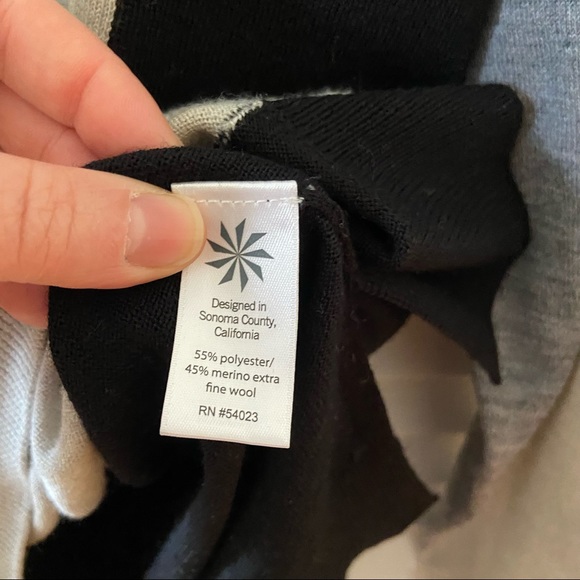 Designed in
Sonoma County,
California
55% polyester/
45% merino extra
fine wool
RN #54023